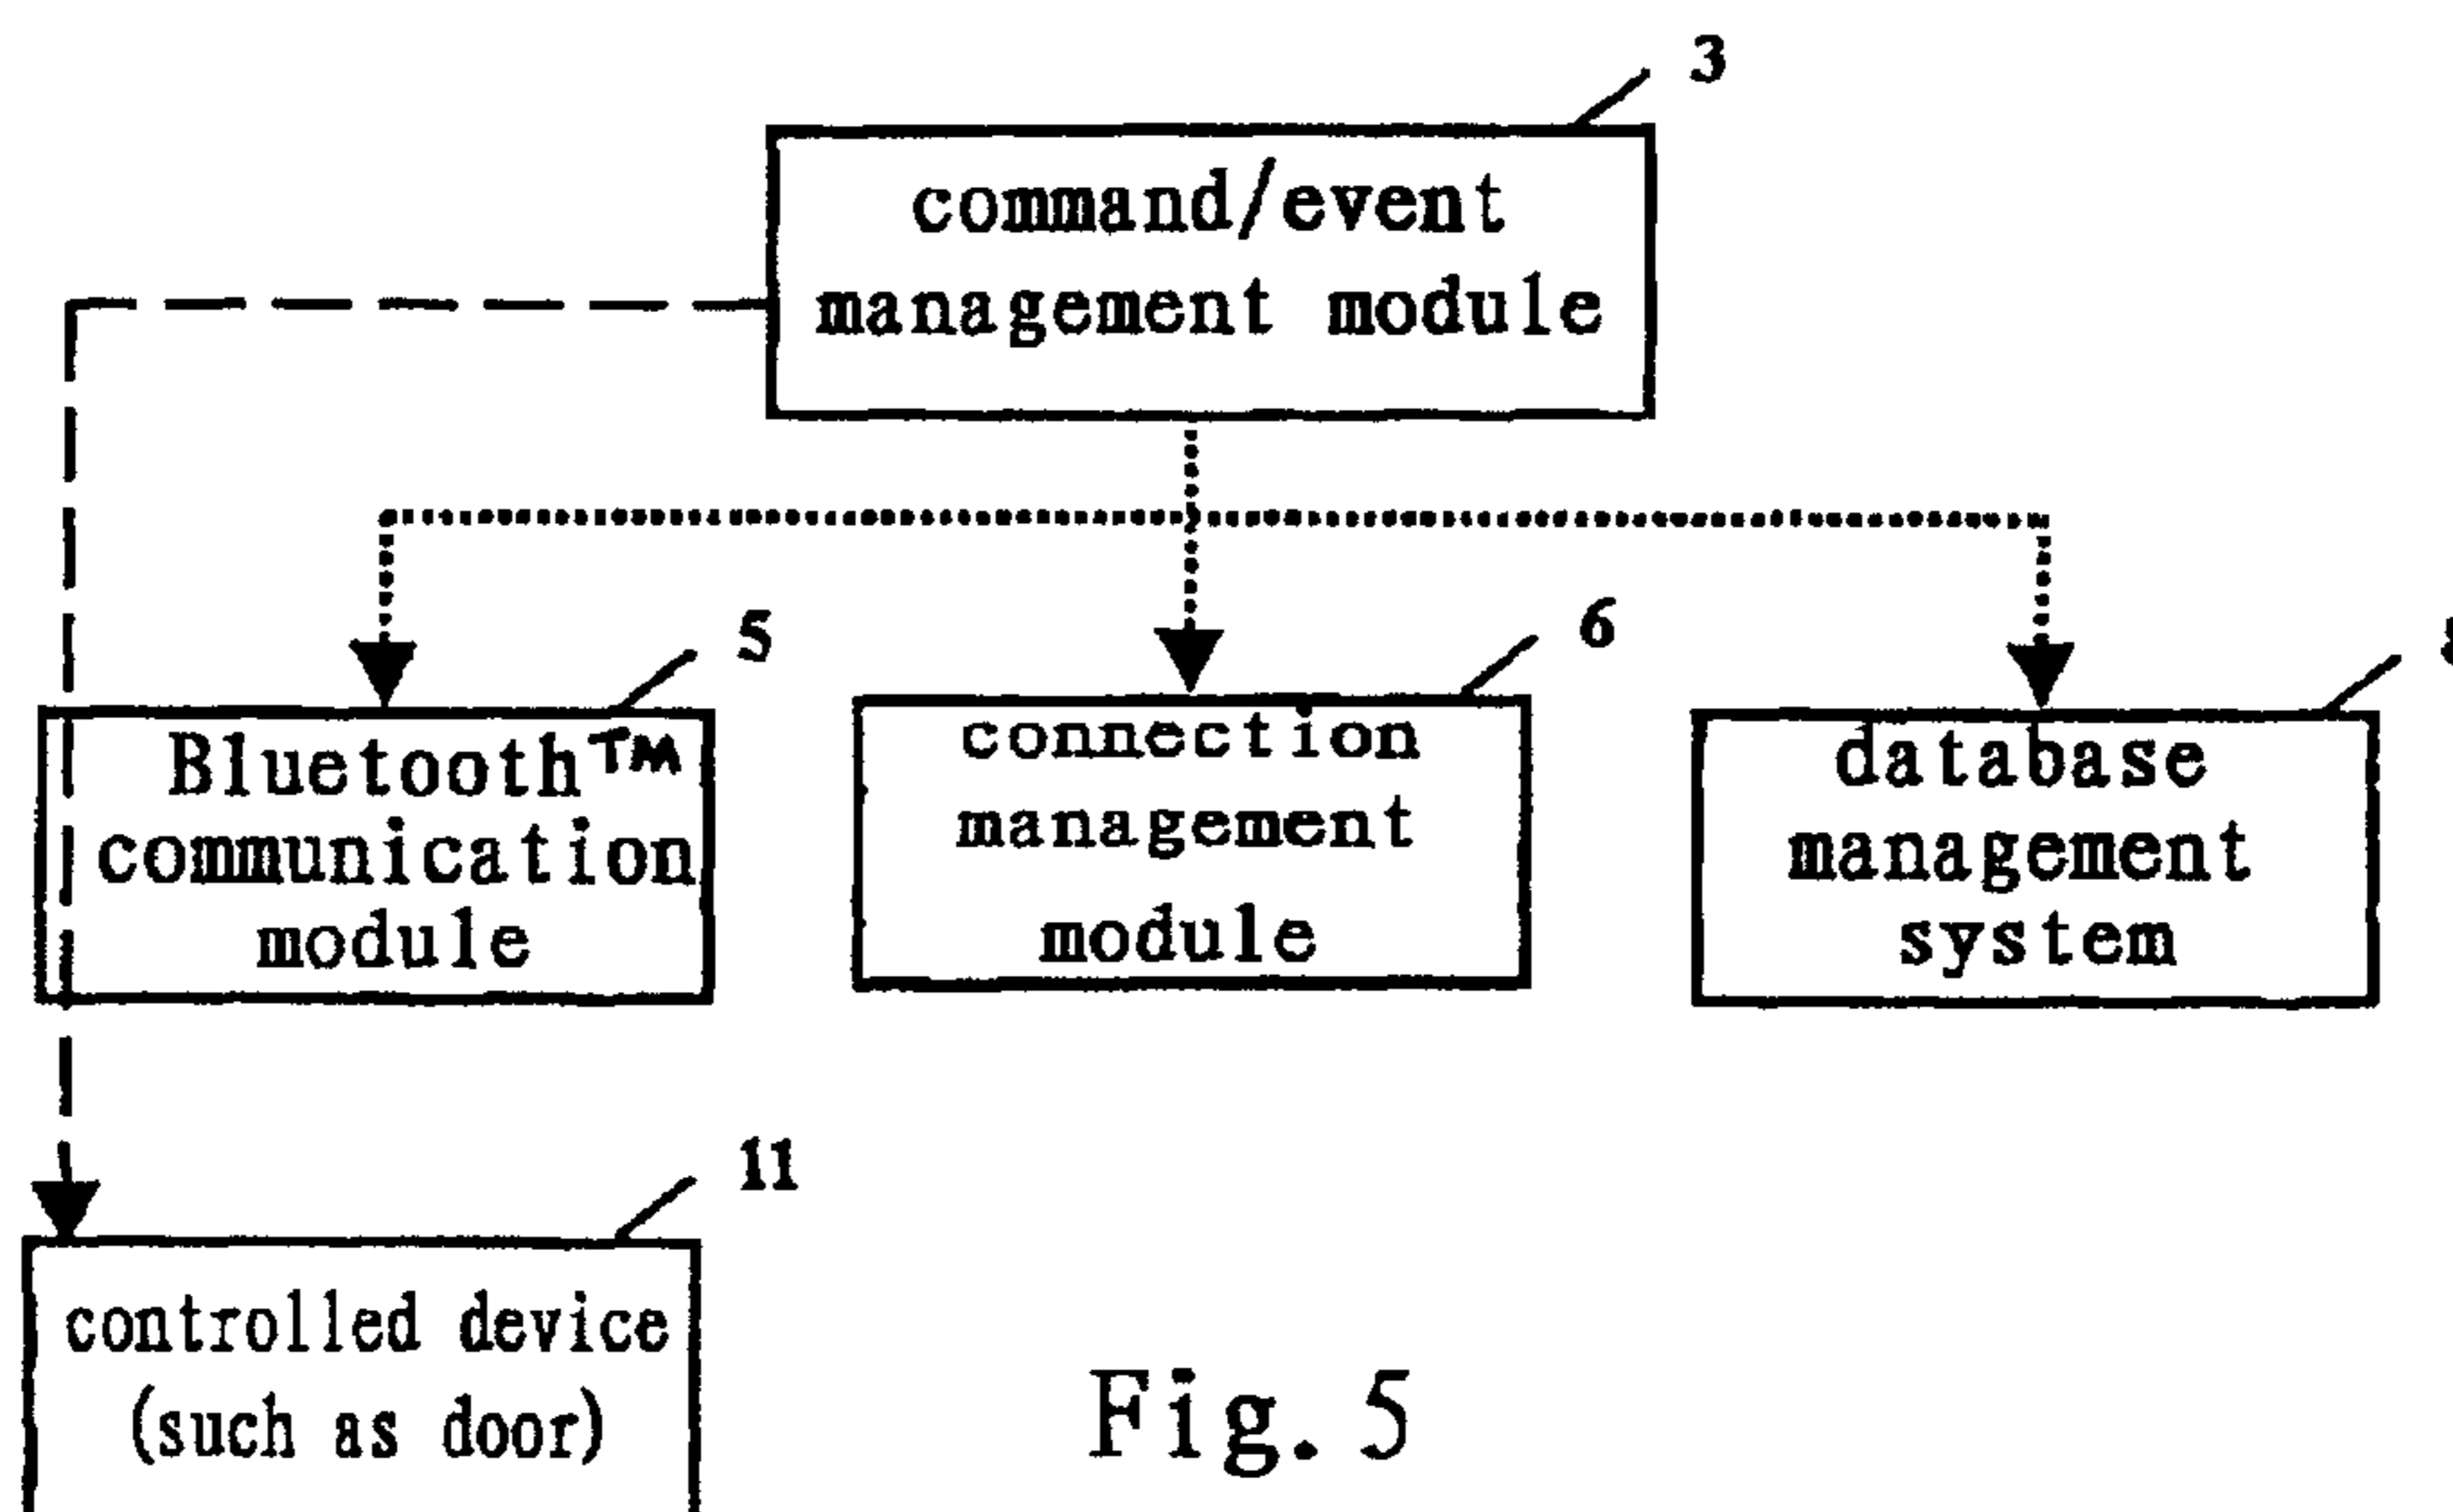 3
command/event
management module
5
6
Bluetooth™
communication
module
connection
management
module
database
management
system
11
controlled device
(such as door)
Fig. 5